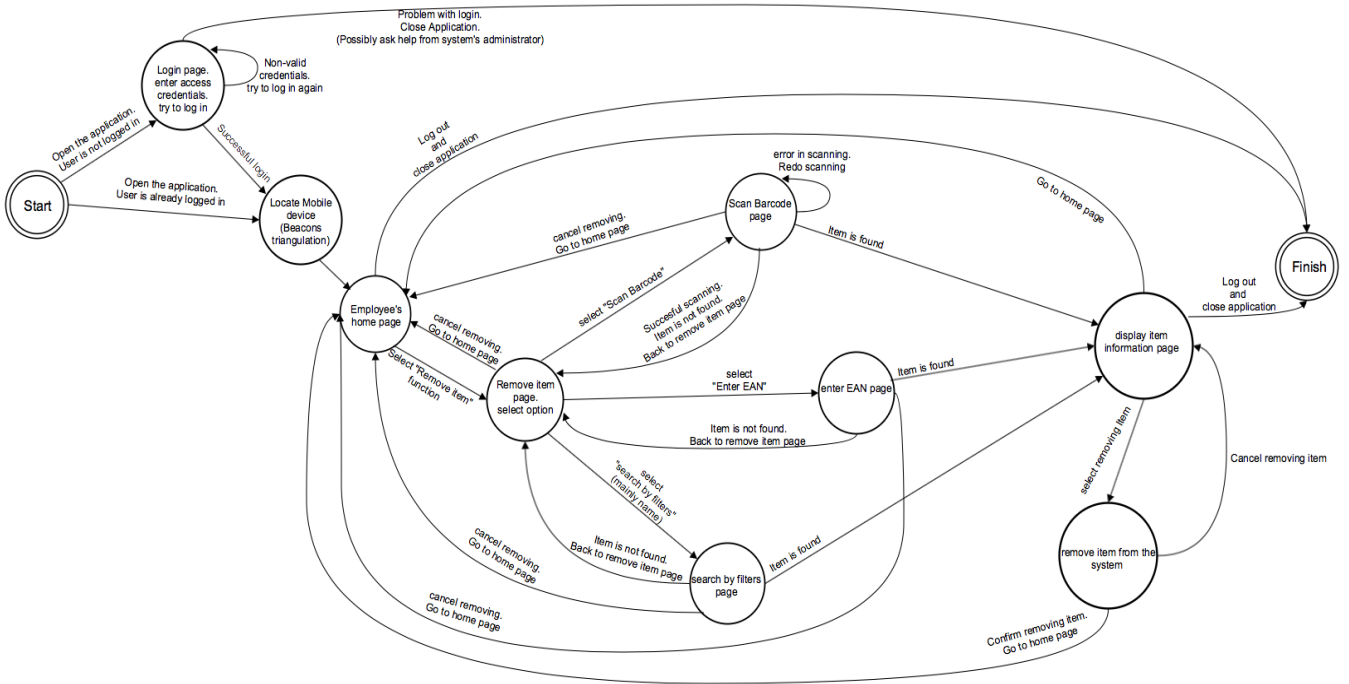 Problem with login.
Close Application.
(Possibly ask help from system's administrator)
Login page.
enter access
credentials.
try to log in
Non-valid
credentials.
try to log in again
Open the application.
User is not logged in
Successful login
Start
Open the application.
User is already logged in
Locate Mobile
device
(Beacons
triangulation)
Log out
and
close application
error in scanning.
Redo scanning
Scan Barcode
page
Go to home page
cancel removing.
Go to home page
Item is found
Finish
Log out
and
close application
Employee's
home page
select "Scan Barcode"
Succesful scanning.
Item is not found.
Back to remove item page
cancel removing.
Go to home page
Select "Remove item"
function
display item
information page
Remove item
page.
select option
select
"Enter EAN"
enter EAN page
Item is found
Item is not found.
Back to remove item page
select removing Item
Cancel removing item
select
"search by filters"
(mainly name)
Item is not found.
Back to remove item page
cancel removing.
Go to home page
search by filters
page
Item is found
remove item from the
system
cancel removing.
Go to home page
Confirm removing item.
Go to home page